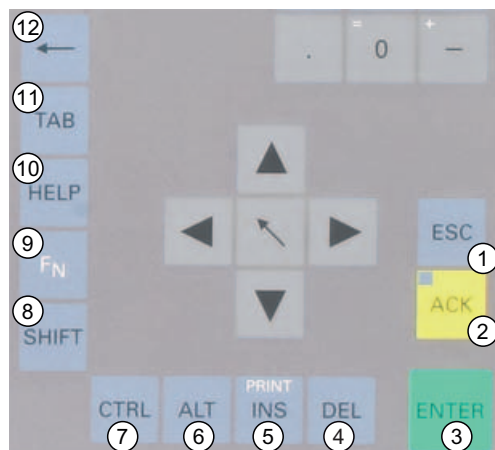 12
= +
. 0 −
11
TAB
10
HELP
ESC
9
1
FN
ACK
8
2
SHIFT
PRINT
CTRL ALT INS DEL ENTER
7 6 5 4 3